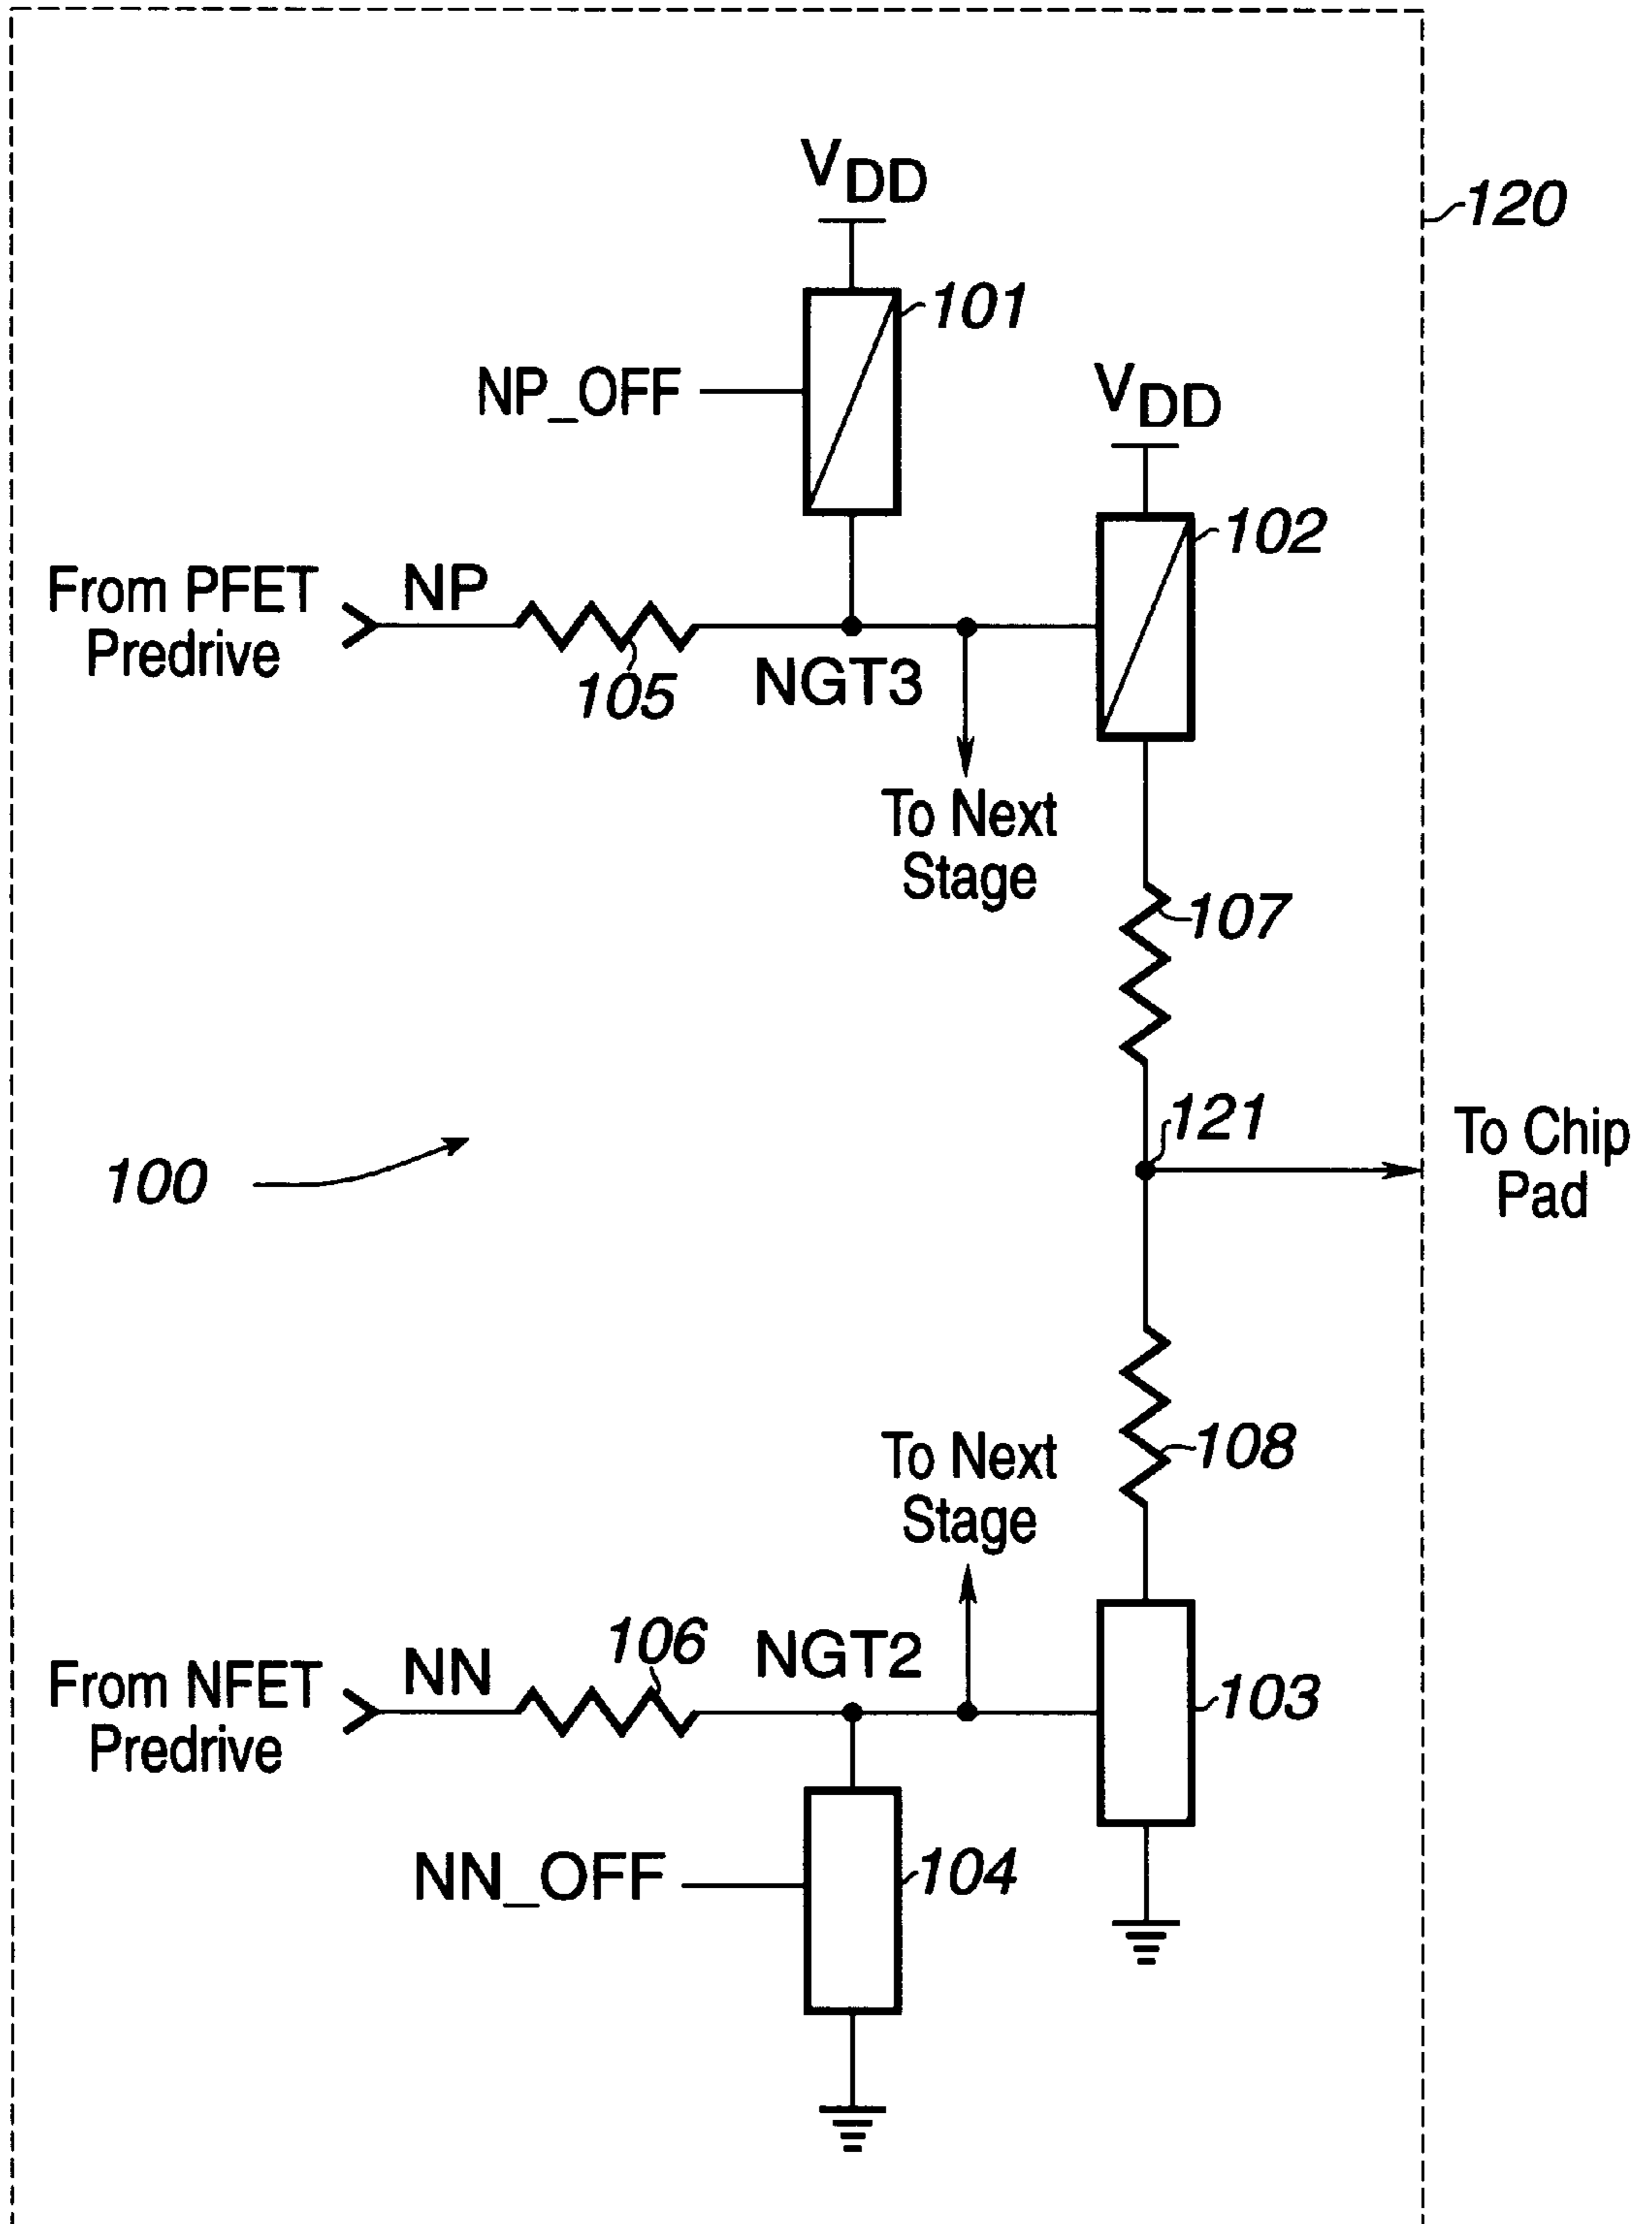 VDD
120
101
NP_OFF
VDD
102
From PFET
Predrive
NP
105
NGT3
To Next
Stage
107
121
To Chip
Pad
100
108
To Next
Stage
106
NGT2
From NFET
Predrive
NN
103
NN_OFF
104